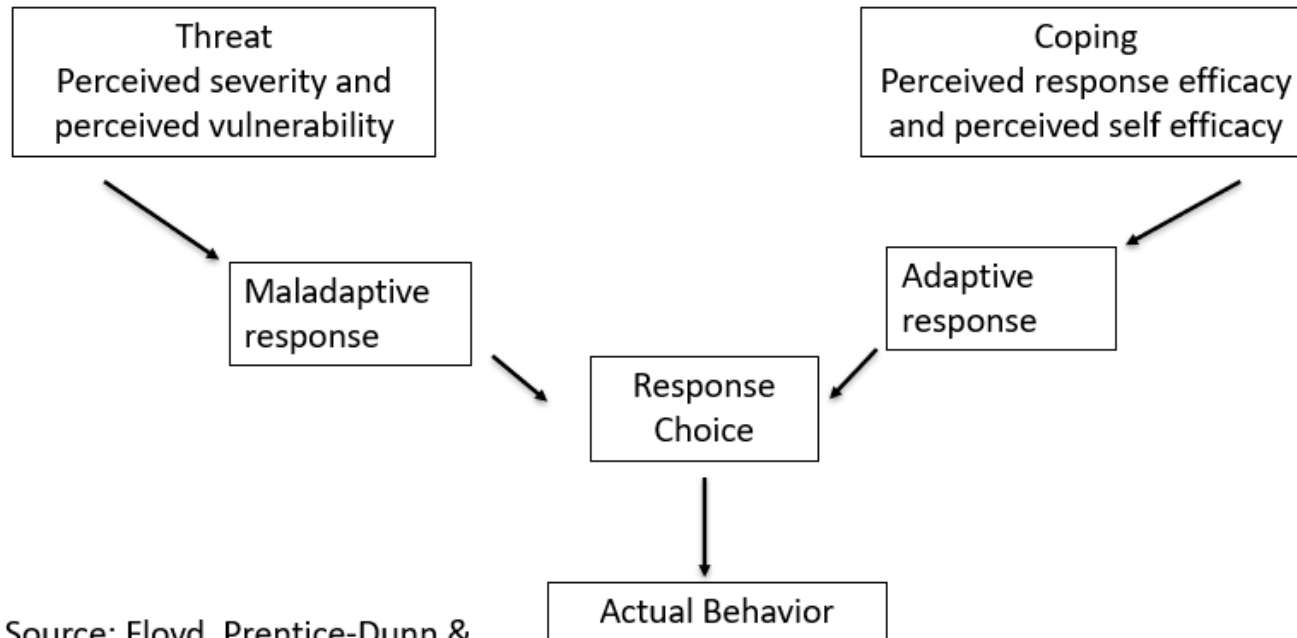 Threat
Perceived severity and
perceived vulnerability
Coping
Perceived response efficacy
and perceived self efficacy
Maladaptive
response
Adaptive
response
Response
Choice
Actual Behavior
Source: Floyd, Prentice-Dunn &